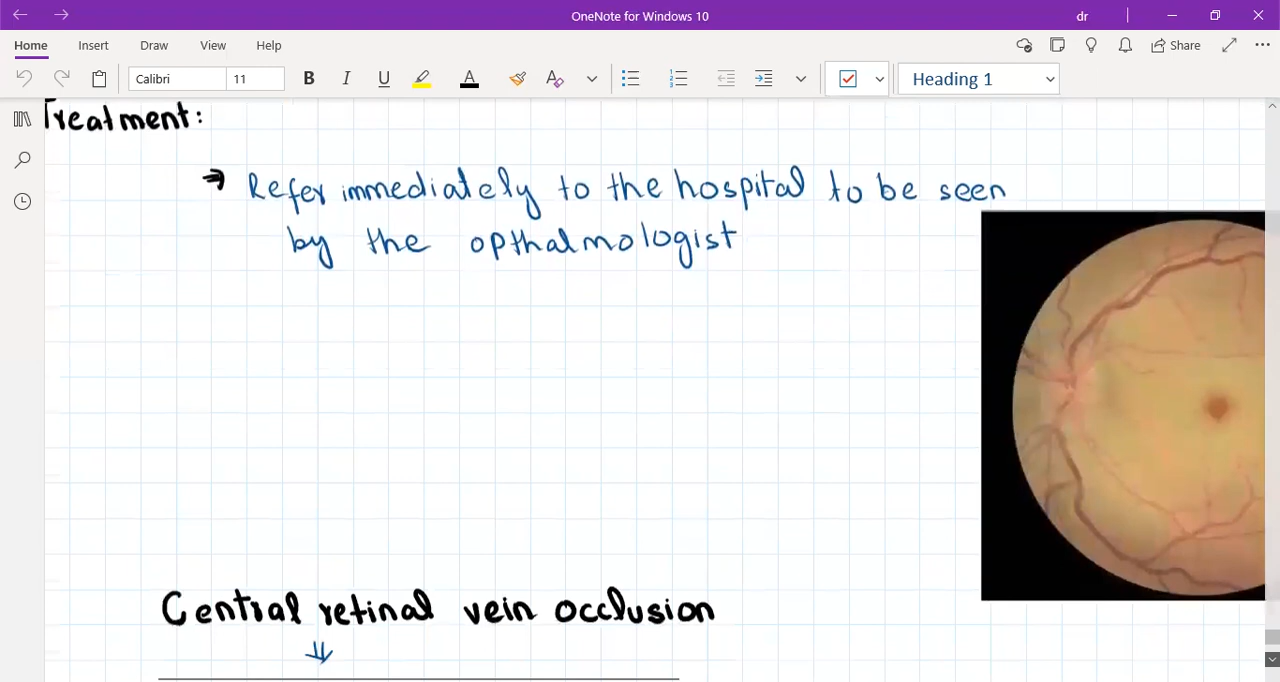 OneNote for Windows 10
dr
Home Insert Draw View Help
Share
Calibri 11 B I U A A Heading 1
Treatment:
Refer immediately to the hospital to be seen
by the opthalmologist
Central retinal vein occlusion